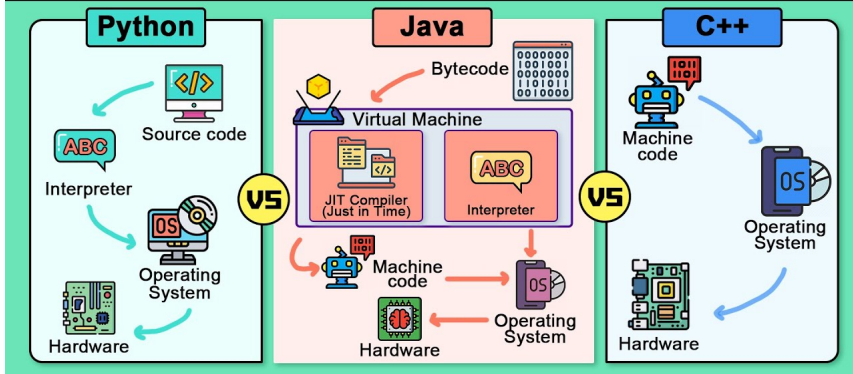 Python
</>
Source code
ABC
Interpreter
OS
Operating
System
Hardware
VS
Java
Bytecode
Virtual Machine
</>
JIT Compiler
(Just in Time)
ABC
Interpreter
Machine
code
OS
Operating
System
Hardware
VS
C++
Machine
code
OS
Operating
System
Hardware